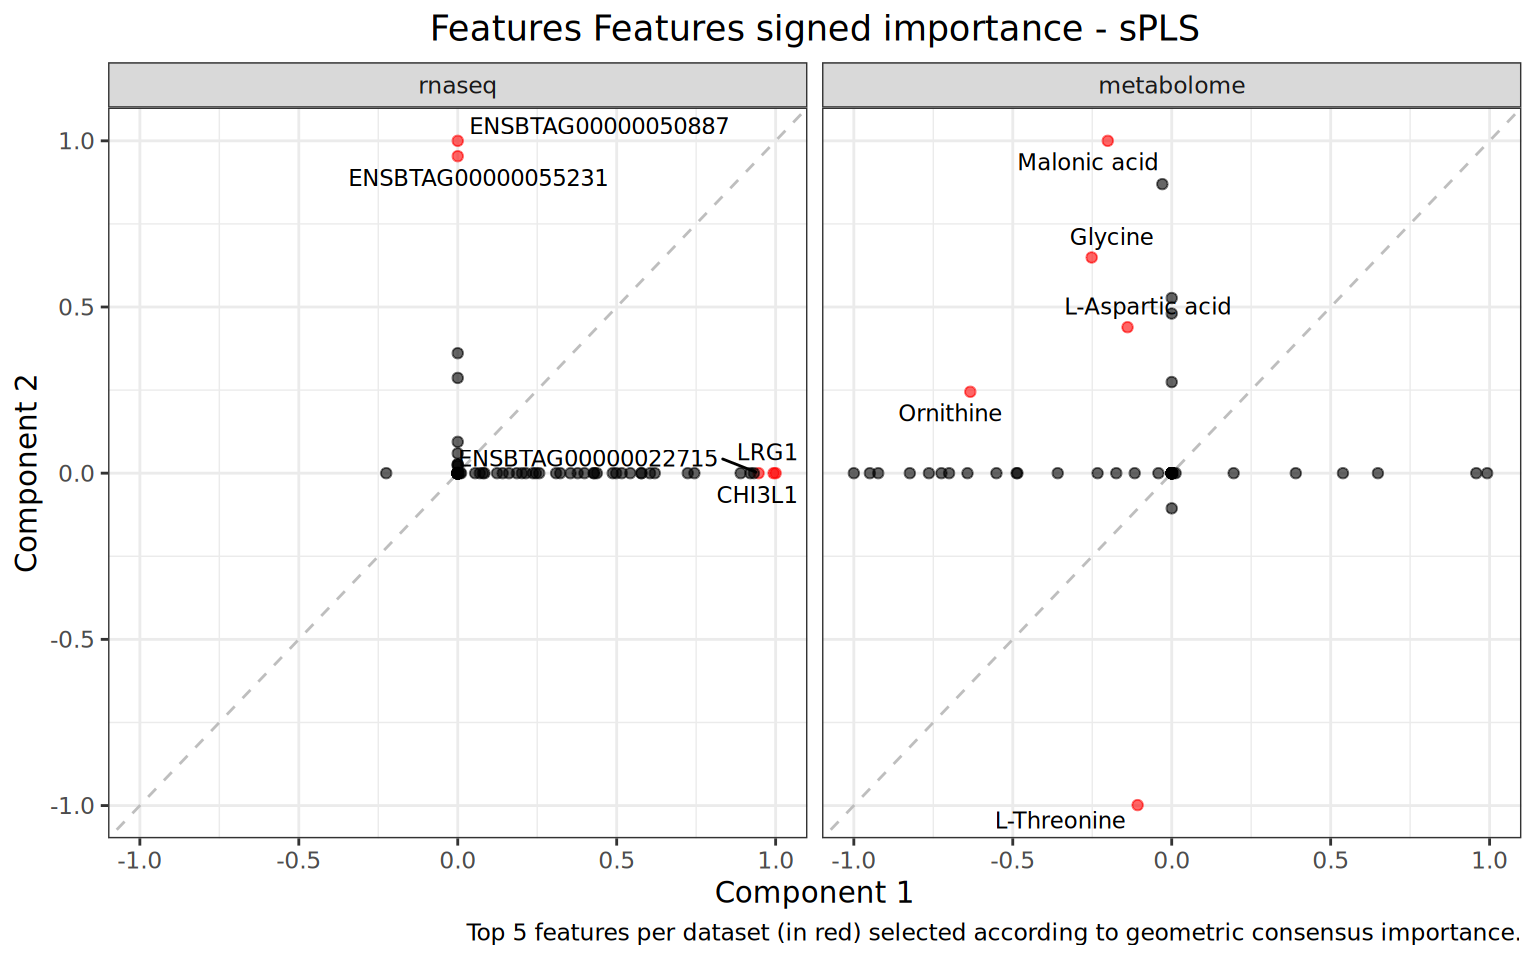 Features Features signed importance - sPLS
rnaseq
metabolome
ENSBTAG00000050887
ENSBTAG00000055231
ENSBTAG00000022715
LRG1
CHI3L1
Malonic acid
Glycine
L-Aspartic acid
Ornithine
L-Threonine
Component 2
1.0
0.5
0.0
-0.5
-1.0
-1.0 -0.5 0.0 0.5 1.0
-1.0 -0.5 0.0 0.5 1.0
Component 1
Top 5 features per dataset (in red) selected according to geometric consensus importance.